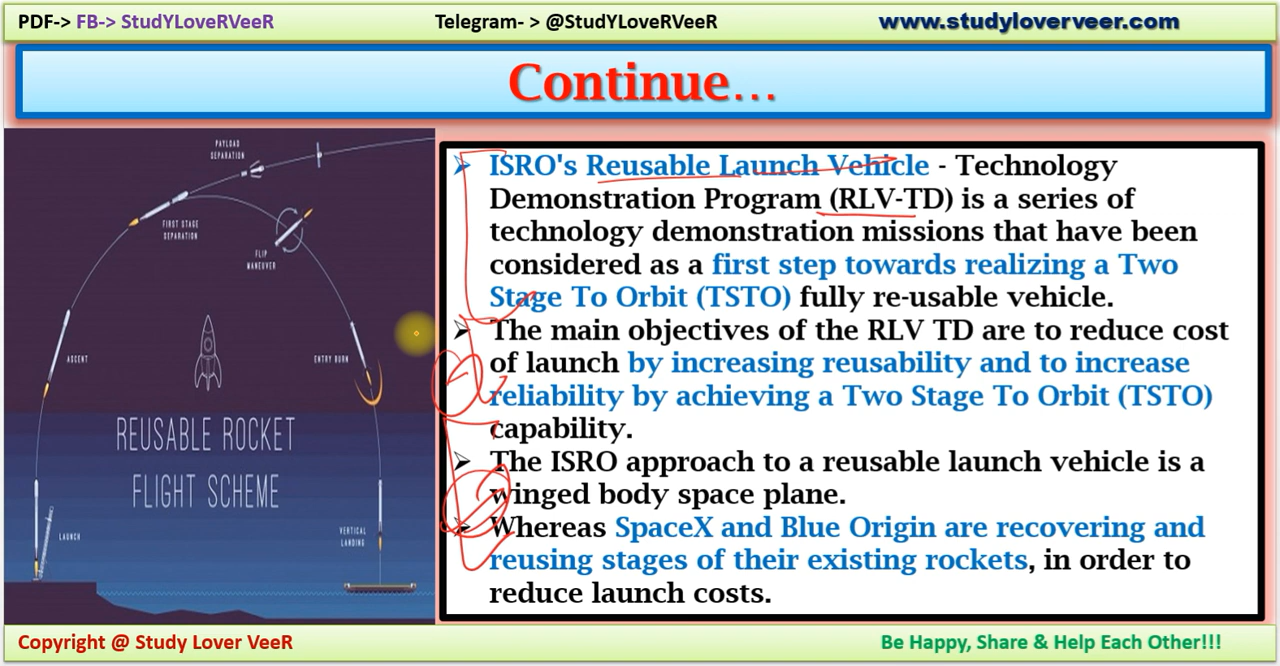 PDF-> FB-> StudYLoveRVeeR
Telegram- > @StudYLoveRVeeR
www.studyloverveer.com
Continue...
PAYLOAD
SEPARATION
FIRST STAGE
SEPARATION
FLIP
MANEUVER
ASCENT
ENTRY BURN
REUSABLE ROCKET
FLIGHT SCHEME
LAUNCH
VERTICAL
LANDING
➢ ISRO's Reusable Launch Vehicle - Technology
Demonstration Program (RLV-TD) is a series of
technology demonstration missions that have been
considered as a first step towards realizing a Two
Stage To Orbit (TSTO) fully re-usable vehicle.
➢ The main objectives of the RLV TD are to reduce cost
of launch by increasing reusability and to increase
reliability by achieving a Two Stage To Orbit (TSTO)
capability.
➢ The ISRO approach to a reusable launch vehicle is a
winged body space plane.
➢ Whereas SpaceX and Blue Origin are recovering and
reusing stages of their existing rockets, in order to
reduce launch costs.
Copyright @ Study Lover VeeR
Be Happy, Share & Help Each Other!!!